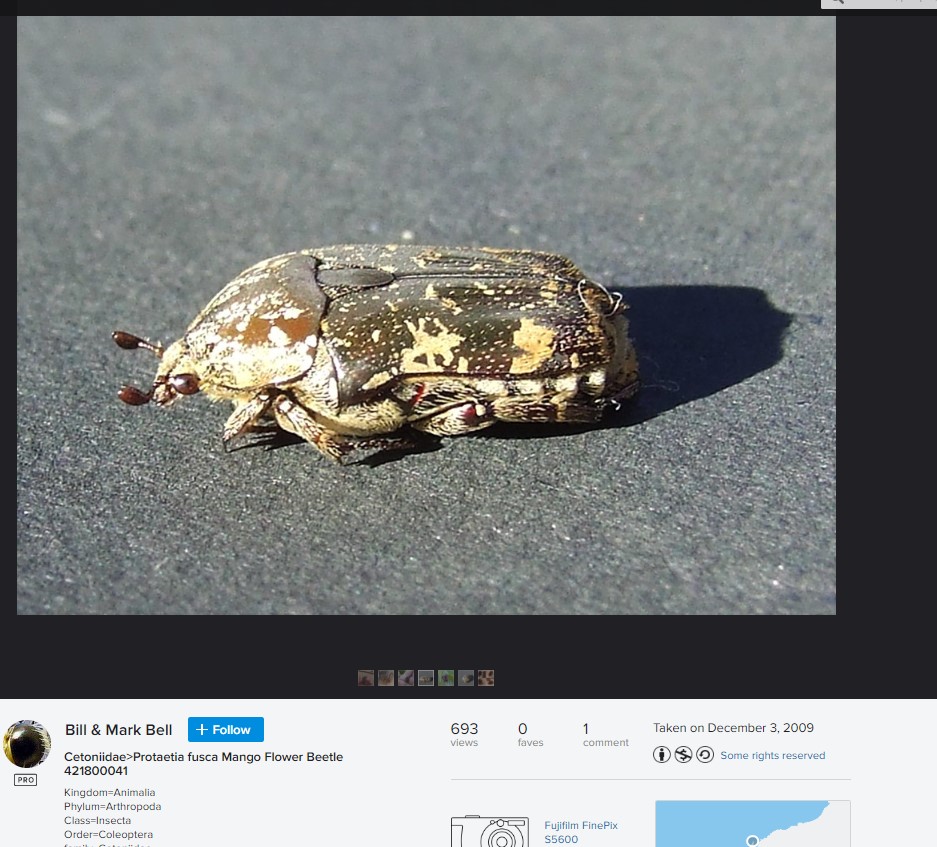 Bill & Mark Bell
+ Follow
PRO
Cetoniidae>Protaetia fusca Mango Flower Beetle
421800041
Kingdom=Animalia
Phylum=Arthropoda
Class=Insecta
Order=Coleoptera
693
views
0
faves
1
comment
Taken on December 3, 2009
Some rights reserved
Fujifilm FinePix
S5600